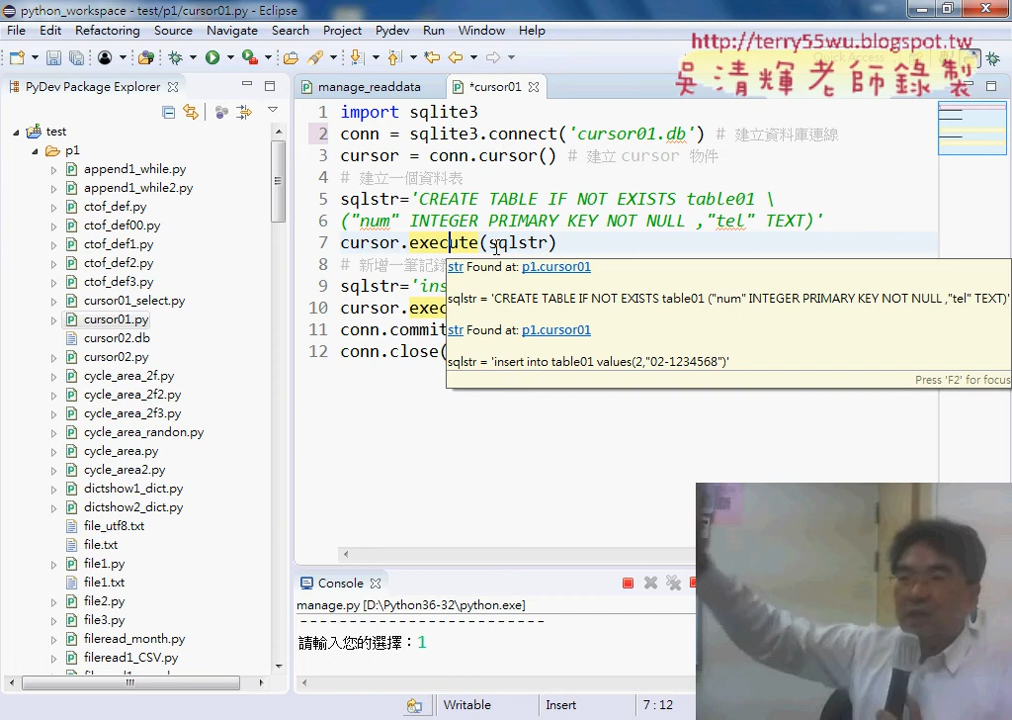 python_workspace - test/p1/cursor01.py - Eclipse
File Edit Refactoring Source Navigate Search Project Pydev Run Window Help
http://terry55wu.blogspot.tw
吳清輝老師錄製
PyDev Package Explorer
manage_readdata
*cursor01
test
p1
append1_while.py
append1_while2.py
ctof_def.py
ctof_def00.py
ctof_def1.py
ctof_def2.py
ctof_def3.py
cursor01_select.py
cursor01.py
cursor02.db
cursor02.py
cycle_area_2f.py
cycle_area_2f2.py
cycle_area_2f3.py
cycle_area_randon.py
cycle_area.py
cycle_area2.py
dictshow1_dict.py
dictshow2_dict.py
file_utf8.txt
file.txt
file1.py
file1.txt
file2.py
file3.py
fileread_month.py
fileread1_CSV.py
1 import sqlite3
2 conn = sqlite3.connect('cursor01.db') # 建立資料庫連線
3 cursor = conn.cursor() # 建立 cursor 物件
4 # 建立一個資料表
5 sqlstr='CREATE TABLE IF NOT EXISTS table01 \
6 ("num" INTEGER PRIMARY KEY NOT NULL ,"tel" TEXT)'
7 cursor.execute(sqlstr)
8 # 新增一筆記錄
9 sqlstr='ins
10 cursor.exec
11 conn.commit
12 conn.close(
str Found at: p1.cursor01
sqlstr = 'CREATE TABLE IF NOT EXISTS table01 ("num" INTEGER PRIMARY KEY NOT NULL ,"tel" TEXT)'
str Found at: p1.cursor01
sqlstr = 'insert into table01 values(2,"02-1234568")'
Press 'F2' for focus
Console
manage.py [D:\Python36-32\python.exe]
-------------------------
請輸入您的選擇：1
Writable Insert 7 : 12